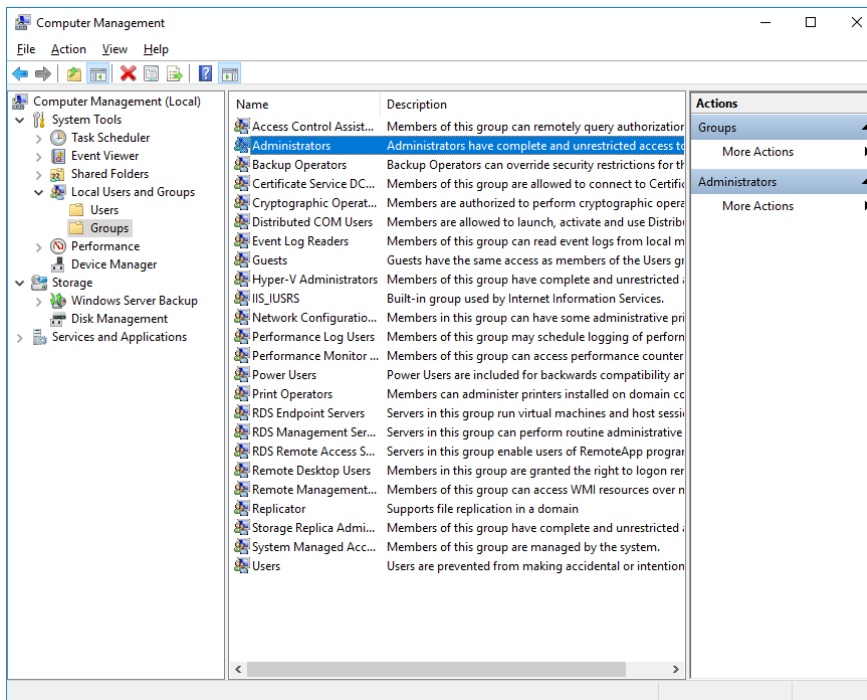 Computer Management
File Action View Help
Computer Management (Local)
System Tools
Task Scheduler
Event Viewer
Shared Folders
Local Users and Groups
Users
Groups
Performance
Device Manager
Storage
Windows Server Backup
Disk Management
Services and Applications
Name Description
Access Control Assist... Members of this group can remotely query authorization
Administrators Administrators have complete and unrestricted access to
Backup Operators Backup Operators can override security restrictions for th
Certificate Service DC... Members of this group are allowed to connect to Certific
Cryptographic Operat... Members are authorized to perform cryptographic opera
Distributed COM Users Members are allowed to launch, activate and use Distribu
Event Log Readers Members of this group can read event logs from local m
Guests Guests have the same access as members of the Users gr
Hyper-V Administrators Members of this group have complete and unrestricted a
IIS_IUSRS Built-in group used by Internet Information Services.
Network Configuratio... Members in this group can have some administrative pri
Performance Log Users Members of this group may schedule logging of perform
Performance Monitor ... Members of this group can access performance counter
Power Users Power Users are included for backwards compatibility an
Print Operators Members can administer printers installed on domain co
RDS Endpoint Servers Servers in this group run virtual machines and host sessi
RDS Management Ser... Servers in this group can perform routine administrative
RDS Remote Access S... Servers in this group enable users of RemoteApp program
Remote Desktop Users Members in this group are granted the right to logon rem
Remote Management... Members of this group can access WMI resources over m
Replicator Supports file replication in a domain
Storage Replica Admi... Members of this group have complete and unrestricted a
System Managed Acc... Members of this group are managed by the system.
Users Users are prevented from making accidental or intention
Actions
Groups
More Actions
Administrators
More Actions